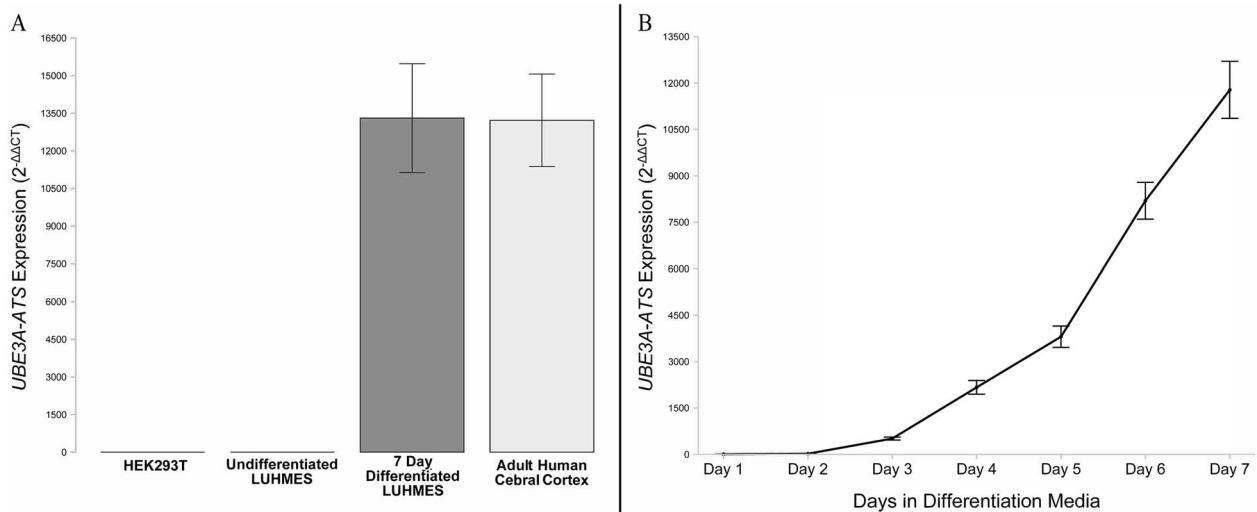 A
UBE3A-ATS Expression (2-ΔΔCT)
16500
15000
13500
12000
10500
9000
7500
6000
4500
3000
1500
0
HEK293T
Undifferentiated
LUHMES
7 Day
Differentiated
LUHMES
Adult Human
Cebral Cortex
B
UBE3A-ATS Expression (2-ΔΔCT)
13500
12000
10500
9000
7500
6000
4500
3000
1500
0
Day 1
Day 2
Day 3
Day 4
Day 5
Day 6
Day 7
Days in Differentiation Media